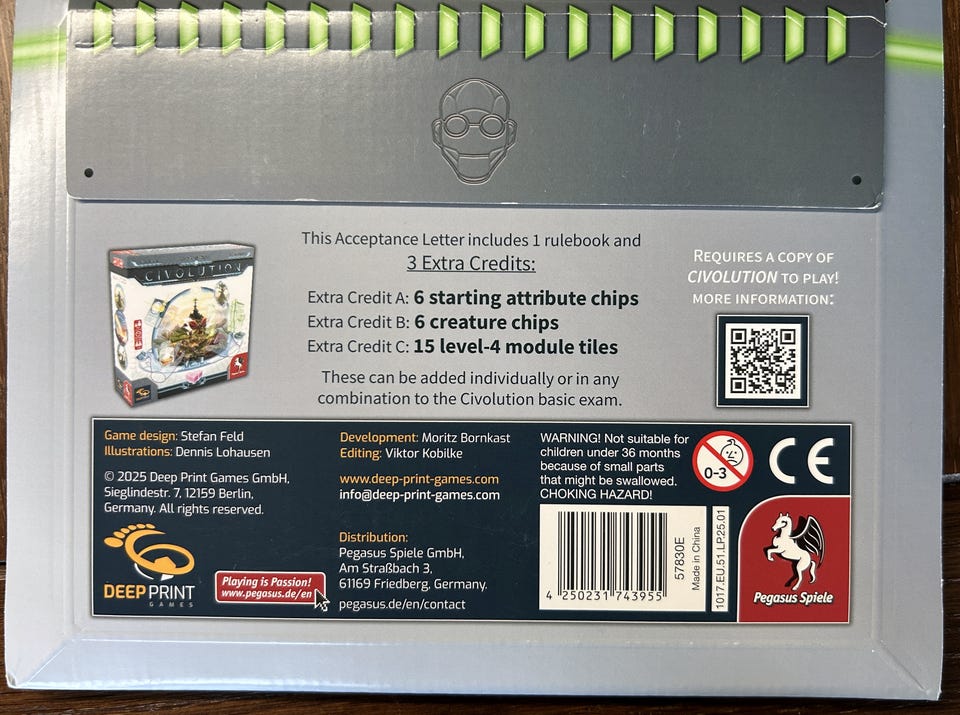 This Acceptance Letter includes 1 rulebook and
3 Extra Credits:
Extra Credit A: 6 starting attribute chips
Extra Credit B: 6 creature chips
Extra Credit C: 15 level-4 module tiles
These can be added individually or in any
combination to the Civolution basic exam.
CIVOLUTION
REQUIRES A COPY OF
CIVOLUTION TO PLAY!
MORE INFORMATION:
Game design: Stefan Feld
Illustrations: Dennis Lohausen
© 2025 Deep Print Games GmbH,
Sieglindestr. 7, 12159 Berlin,
Germany. All rights reserved.
DEEP PRINT
GAMES
Playing is Passion!
www.pegasus.de/en
Development: Moritz Bornkast
Editing: Viktor Kobilke
www.deep-print-games.com
info@deep-print-games.com
Distribution:
Pegasus Spiele GmbH,
Am Straßbach 3,
61169 Friedberg, Germany.
pegasus.de/en/contact
WARNING! Not suitable for
children under 36 months
because of small parts
that might be swallowed.
CHOKING HAZARD!
0-3
CE
4 250231 743955
57830E
Made in China
1017.EU.51.LP.25.01
Pegasus Spiele